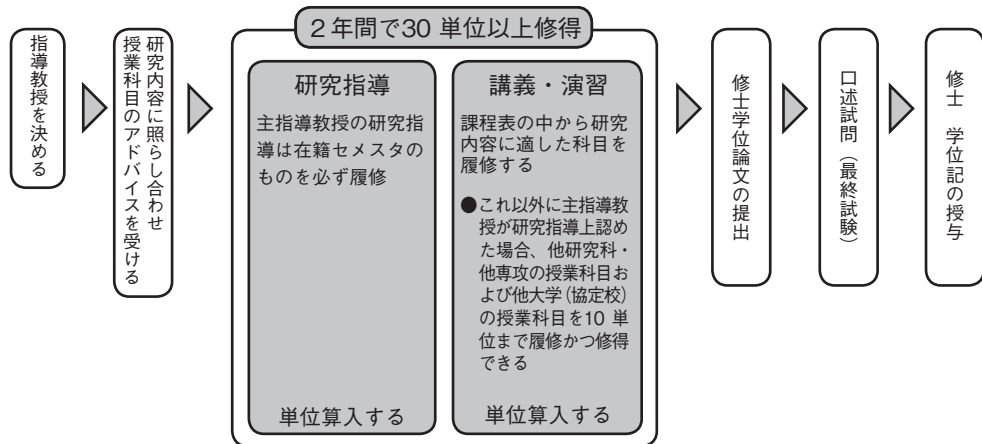 指導教授を決める
研究内容に照らし合わせ
授業科目のアドバイスを受ける
2年間で30 単位以上修得
研究指導
主指導教授の研究指
導は在籍セメスタの
ものを必ず履修
単位算入する
講義・演習
課程表の中から研究
内容に適した科目を
履修する
●これ以外に主指導教
授が研究指導上認め
た場合、他研究科・
他専攻の授業科目お
よび他大学(協定校)
の授業科目を10 単
位まで履修かつ修得
できる
単位算入する
修士学位論文の提出
口述試問(最終試験)
修士 学位記の授与